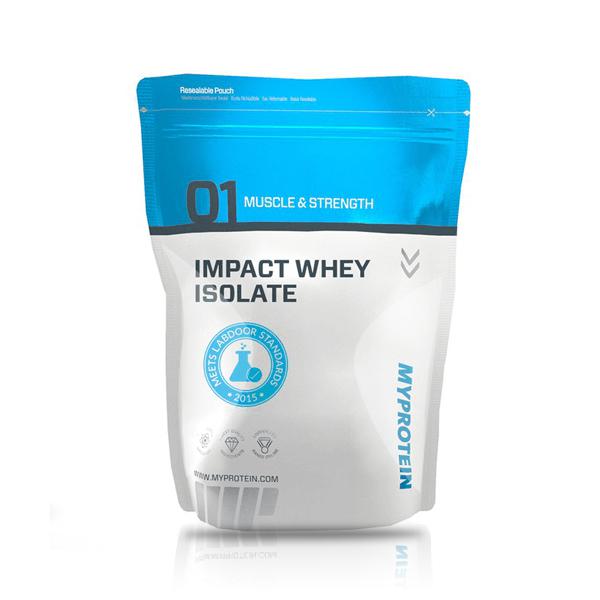 Resealable Pouch
01 MUSCLE & STRENGTH
IMPACT WHEY
ISOLATE
MEETS LABDOOR STANDARDS
2015
WWW.MYPROTEIN.COM
MYPROTEIN